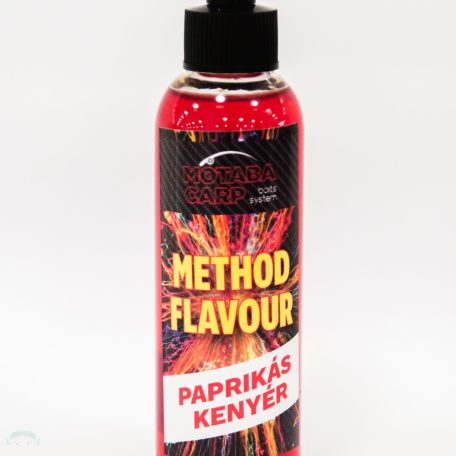 MOTABA
CARP baits
system
METHOD
FLAVOUR
PAPRIKÁS
KENYÉR